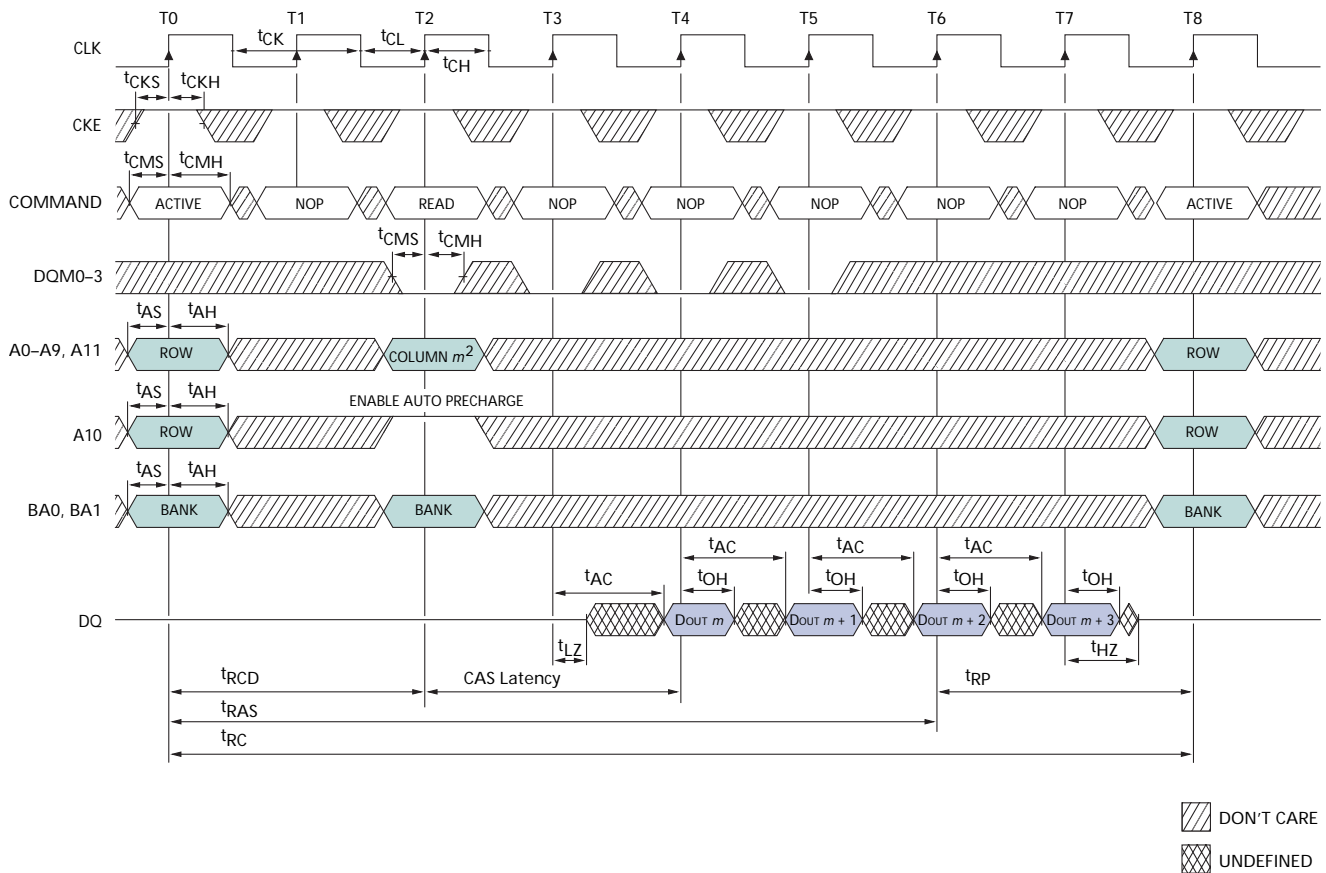 T0 T1 T2 T3 T4 T5 T6 T7 T8
CLK
tCK tCL
tCH
tCKS tCKH
CKE
tCMS tCMH
COMMAND
ACTIVE NOP READ NOP NOP NOP NOP NOP ACTIVE
tCMS tCMH
DQM0–3
tAS tAH
A0–A9, A11
ROW COLUMN m2 ROW
tAS tAH
ENABLE AUTO PRECHARGE
A10
ROW ROW
tAS tAH
BA0, BA1
BANK BANK BANK
tAC tAC tAC
tAC tOH tOH tOH tOH
DQ
DOUT m DOUT m + 1 DOUT m + 2 DOUT m + 3
tLZ tHZ
tRCD CAS Latency tRP
tRAS
tRC
DON'T CARE
UNDEFINED